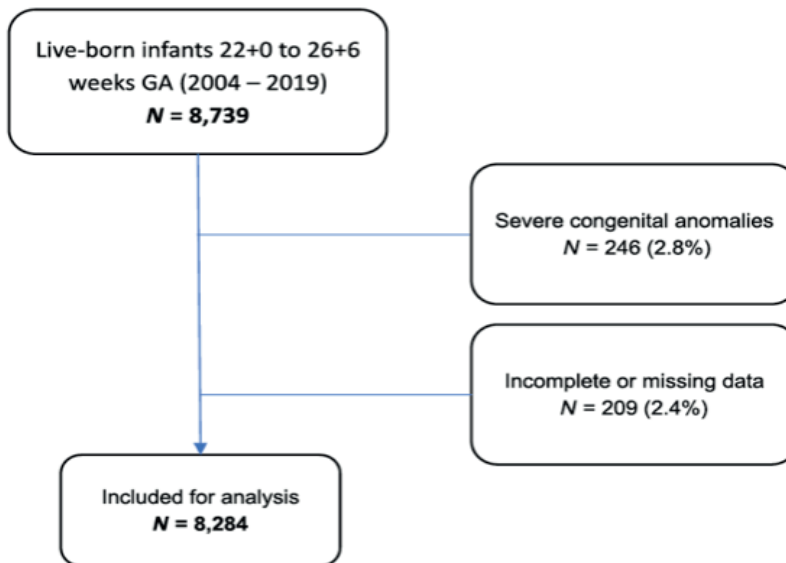 Live-born infants 22+0 to 26+6
weeks GA (2004 – 2019)
N = 8,739
Severe congenital anomalies
N = 246 (2.8%)
Incomplete or missing data
N = 209 (2.4%)
Included for analysis
N = 8,284